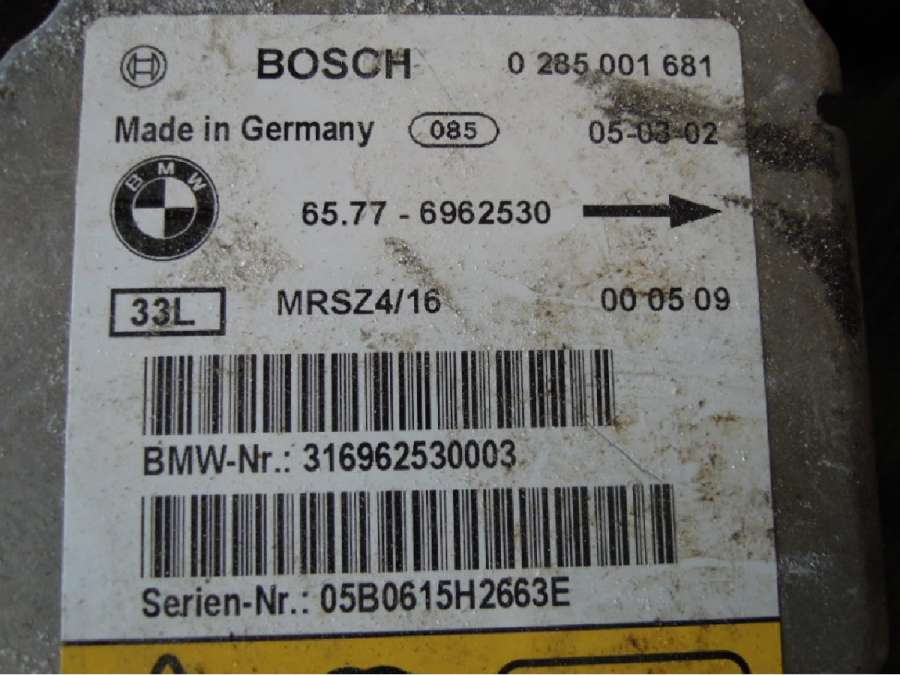 BOSCH 0 285 001 681
Made in Germany 085 05-03-02
BMW
65.77 - 6962530
33L MRSZ4/16 00 05 09
BMW-Nr.: 316962530003
Serien-Nr.: 05B0615H2663E